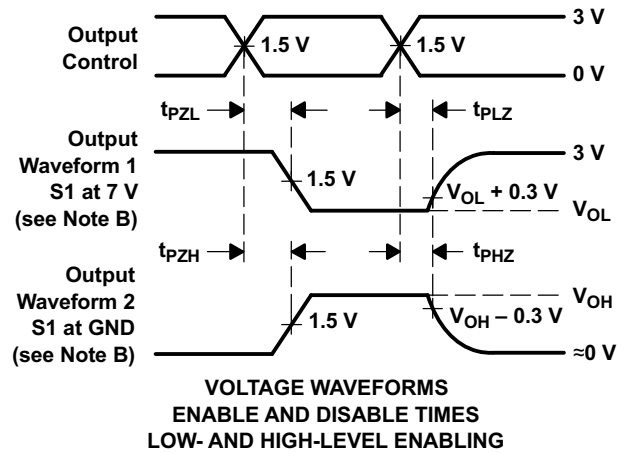 Output
Control
1.5 V
1.5 V
3 V
0 V
tPZL
tPLZ
Output
Waveform 1
S1 at 7 V
(see Note B)
1.5 V
3 V
VOL + 0.3 V
VOL
tPZH
tPHZ
Output
Waveform 2
S1 at GND
(see Note B)
1.5 V
VOH
VOH – 0.3 V
≈0 V
VOLTAGE WAVEFORMS
ENABLE AND DISABLE TIMES
LOW- AND HIGH-LEVEL ENABLING